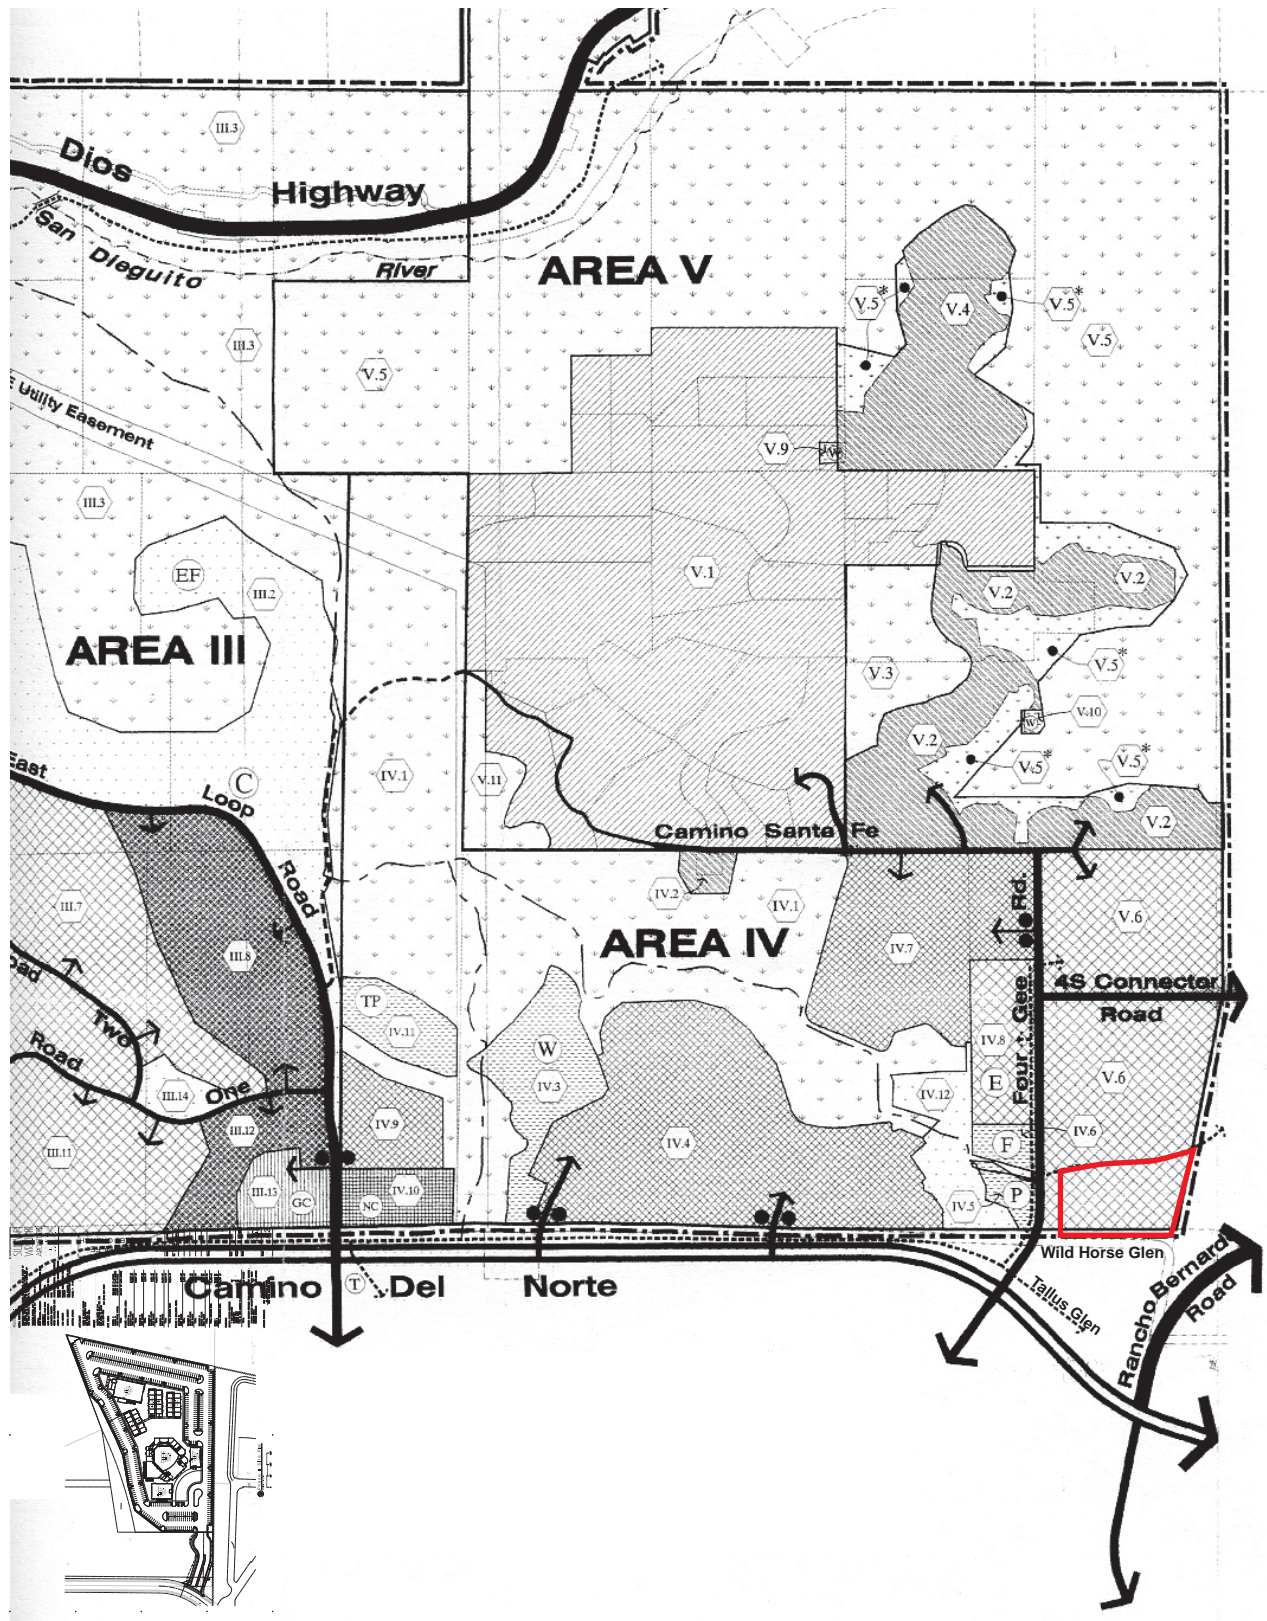 III.3
Dios
Highway
San
Dieguito
River
AREA V
V.5*
V.4
V.5*
III.3
V.5
V.5
E Utility Easement
V.9
W
III.3
EF
V.1
V.2
V.2
III.2
AREA III
V.3
V.5*
V.10
W
V.2
East
C
Loop
IV.1
V.11
V.5*
V.5*
Camino Santa Fe
V.2
Road
III.7
IV.2
IV.1
Rd.
V.6
III.8
AREA IV
IV.7
oad
4S Connecter
Road
TP
IV.11
Four Gee
Two
Road
W
IV.3
IV.8
E
V.6
III.14
One
IV.12
III.12
IV.9
IV.4
IV.6
F
III.11
III.13
GC
NC
IV.10
IV.5
P
Wild Horse Glen
Camino
T
Del
Norte
Tallus Glen
Rancho Bernard
Road